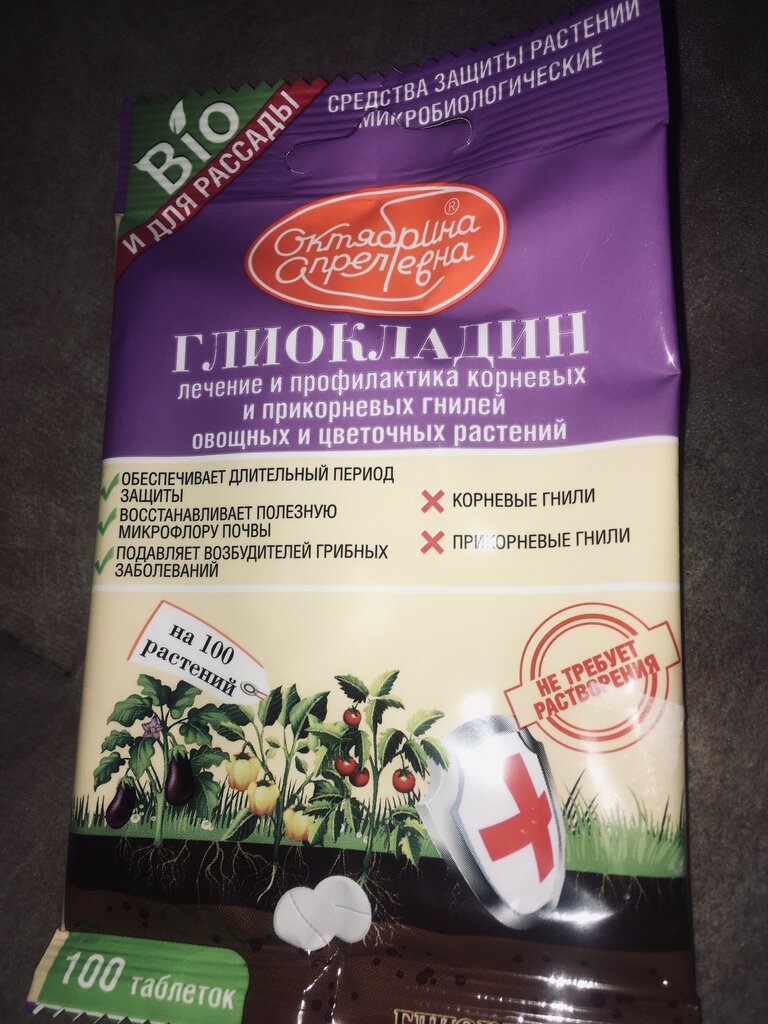 СРЕДСТВА ЗАЩИТЫ РАСТЕНИЙ
МИКРОБИОЛОГИЧЕСКИЕ
Bio
И ДЛЯ РАССАДЫ
Октябрина ®
Апрелевна
ГЛИОКЛАДИН
лечение и профилактика корневых
и прикорневых гнилей
овощных и цветочных растений
ОБЕСПЕЧИВАЕТ ДЛИТЕЛЬНЫЙ ПЕРИОД
ЗАЩИТЫ
ВОССТАНАВЛИВАЕТ ПОЛЕЗНУЮ
МИКРОФЛОРУ ПОЧВЫ
ПОДАВЛЯЕТ ВОЗБУДИТЕЛЕЙ ГРИБНЫХ
ЗАБОЛЕВАНИЙ
КОРНЕВЫЕ ГНИЛИ
ПРИКОРНЕВЫЕ ГНИЛИ
на 100
растений
НЕ ТРЕБУЕТ
РАСТВОРЕНИЯ
100 таблеток